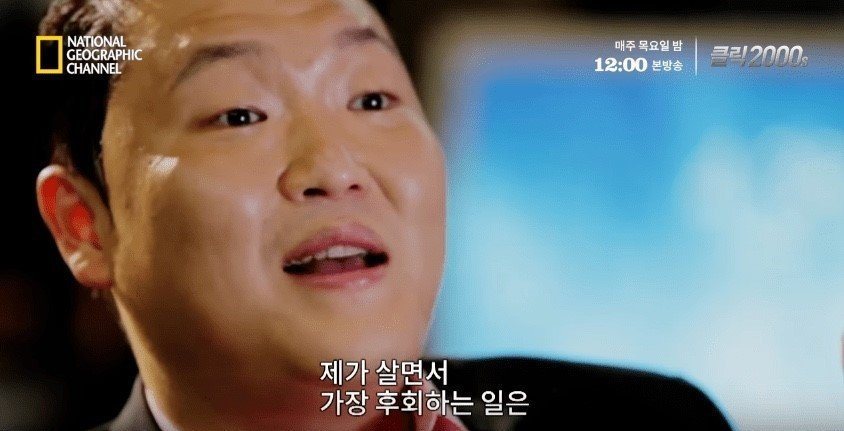 NATIONAL
GEOGRAPHIC
CHANNEL
매주 목요일 밤
12:00 본방송
클릭2000s
제가 살면서
가장 후회하는 일은